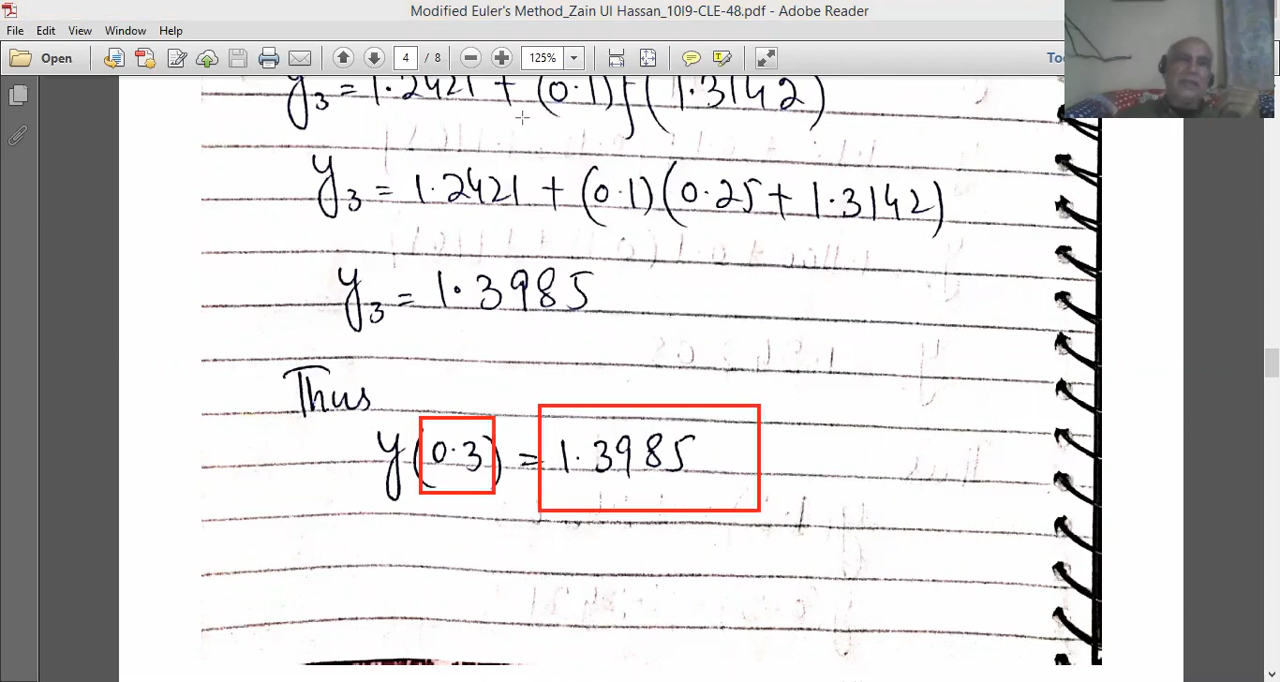 Modified Euler's Method_Zain Ul Hassan_10I9-CLE-48.pdf - Adobe Reader
File Edit View Window Help
Open 4 / 8 125%
y₃ = 1.2421 + (0.1) f (1.3142)
y₃ = 1.2421 + (0.1)(0.25 + 1.3142)
y₃ = 1.3985
Thus
y(0.3) = 1.3985